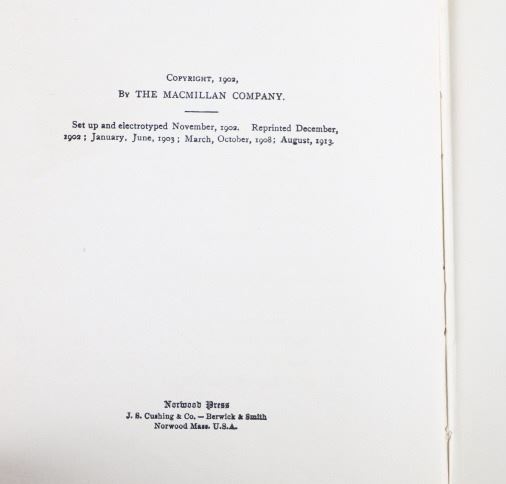 COPYRIGHT, 1902,
BY THE MACMILLAN COMPANY.
Set up and electrotyped November, 1902. Reprinted December,
1902; January, June, 1903; March, October, 1908; August, 1913.
Norwood Press
J. S. Cushing & Co. — Berwick & Smith
Norwood Mass. U.S.A.